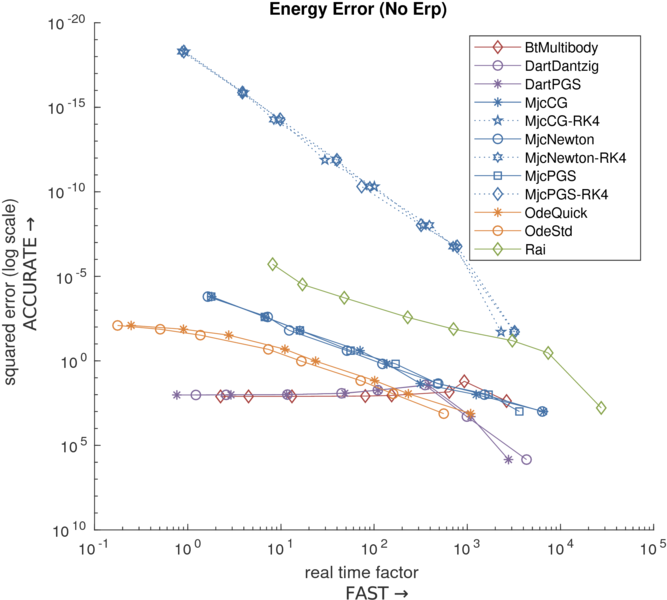 Energy Error (No Erp)
10^-20
10^-15
10^-10
10^-5
10^0
10^5
10^10
squared error (log scale)
ACCURATE →
BtMultibody
DartDantzig
DartPGS
MjcCG
MjcCG-RK4
MjcNewton
MjcNewton-RK4
MjcPGS
MjcPGS-RK4
OdeQuick
OdeStd
Rai
10^-1 10^0 10^1 10^2 10^3 10^4 10^5
real time factor
FAST →